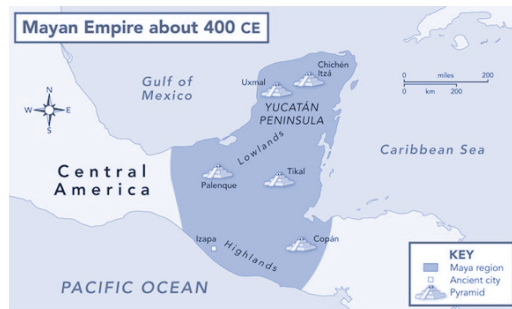 Mayan Empire about 400 CE
Gulf of
Mexico
Chichén
Itzá
Uxmal
YUCATÁN
PENINSULA
0 miles 200
0 km 200
N
W E
S
Lowlands
Caribbean Sea
Central
America
Palenque
Tikal
Izapa
Highlands
Copán
PACIFIC OCEAN
KEY
Maya region
Ancient city
Pyramid